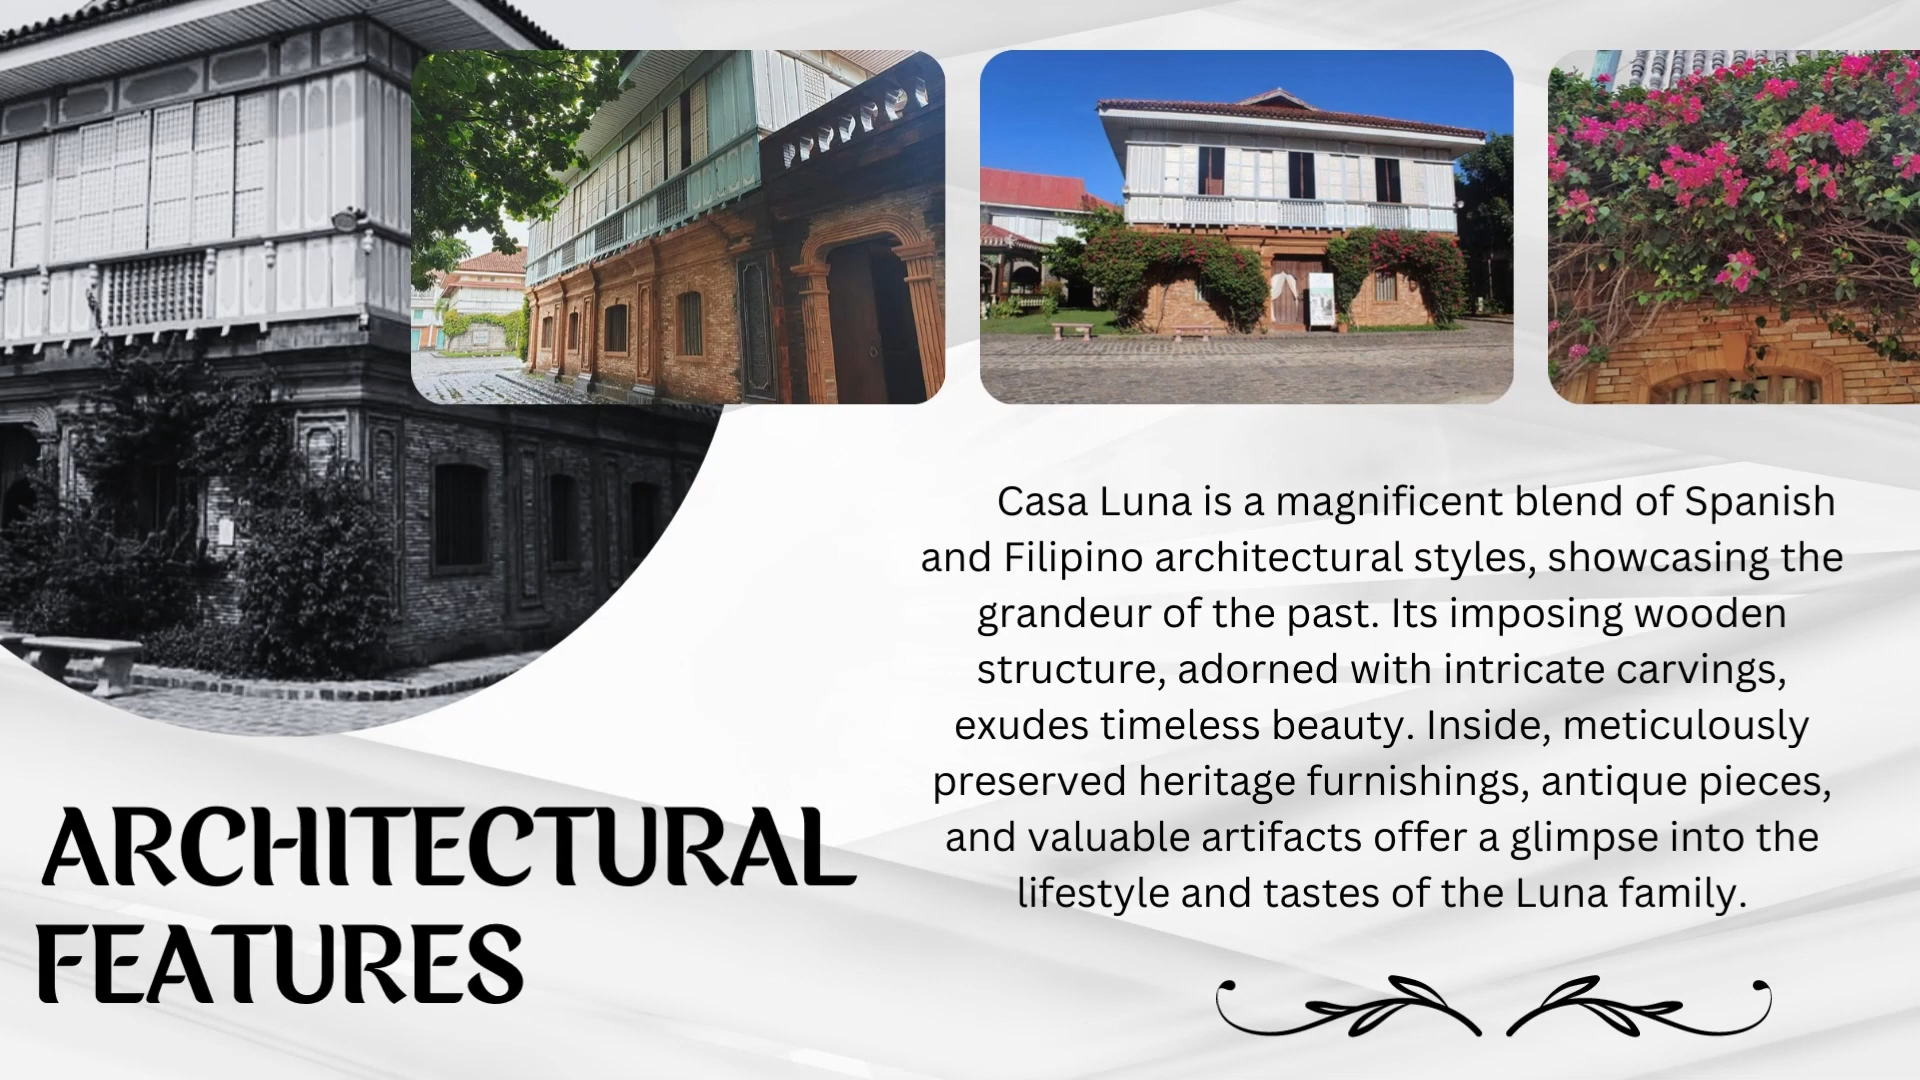 Casa Luna is a magnificent blend of Spanish
and Filipino architectural styles, showcasing the
grandeur of the past. Its imposing wooden
structure, adorned with intricate carvings,
exudes timeless beauty. Inside, meticulously
preserved heritage furnishings, antique pieces,
and valuable artifacts offer a glimpse into the
lifestyle and tastes of the Luna family.
ARCHITECTURAL
FEATURES